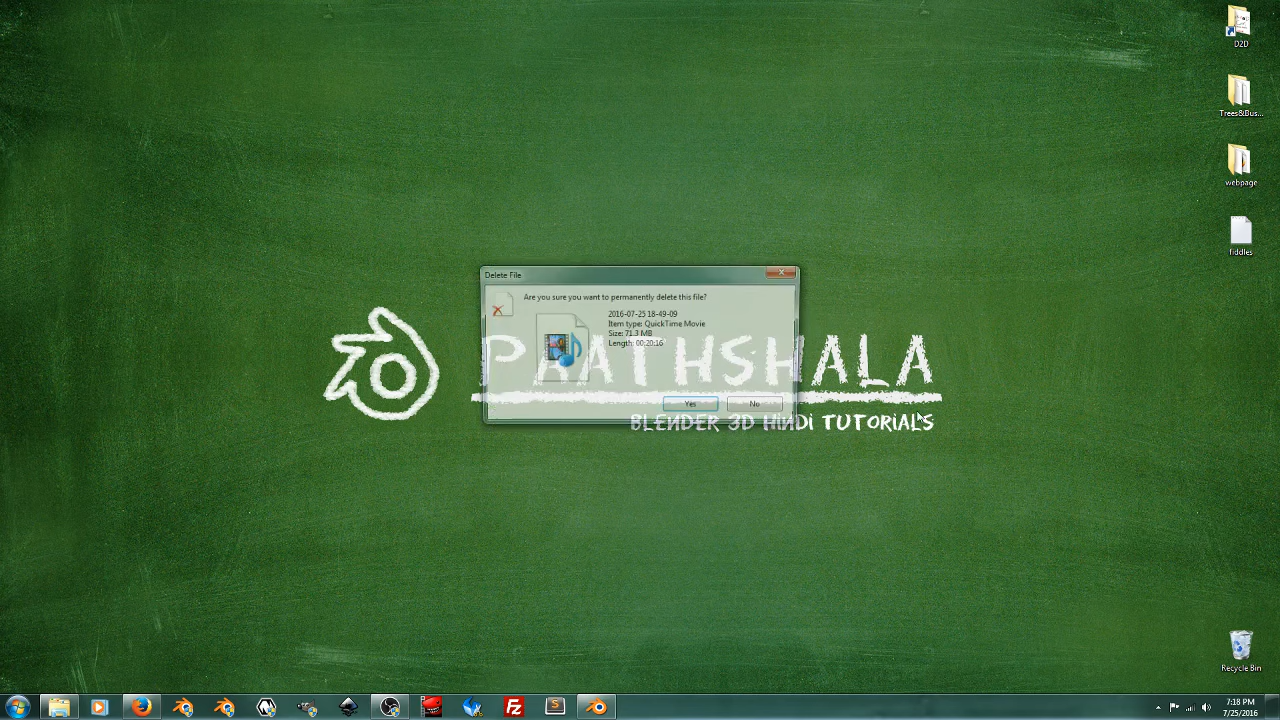 D2D
Trees&Bus...
webpage
fiddles
Delete File
Are you sure you want to permanently delete this file?
2016-07-25 18-49-09
Item type: QuickTime Movie
Size: 71.3 MB
Length: 00:20:16
Yes No
PAATHSHALA
BLENDER 3D HINDI TUTORIALS
Recycle Bin
7:18 PM
7/25/2016